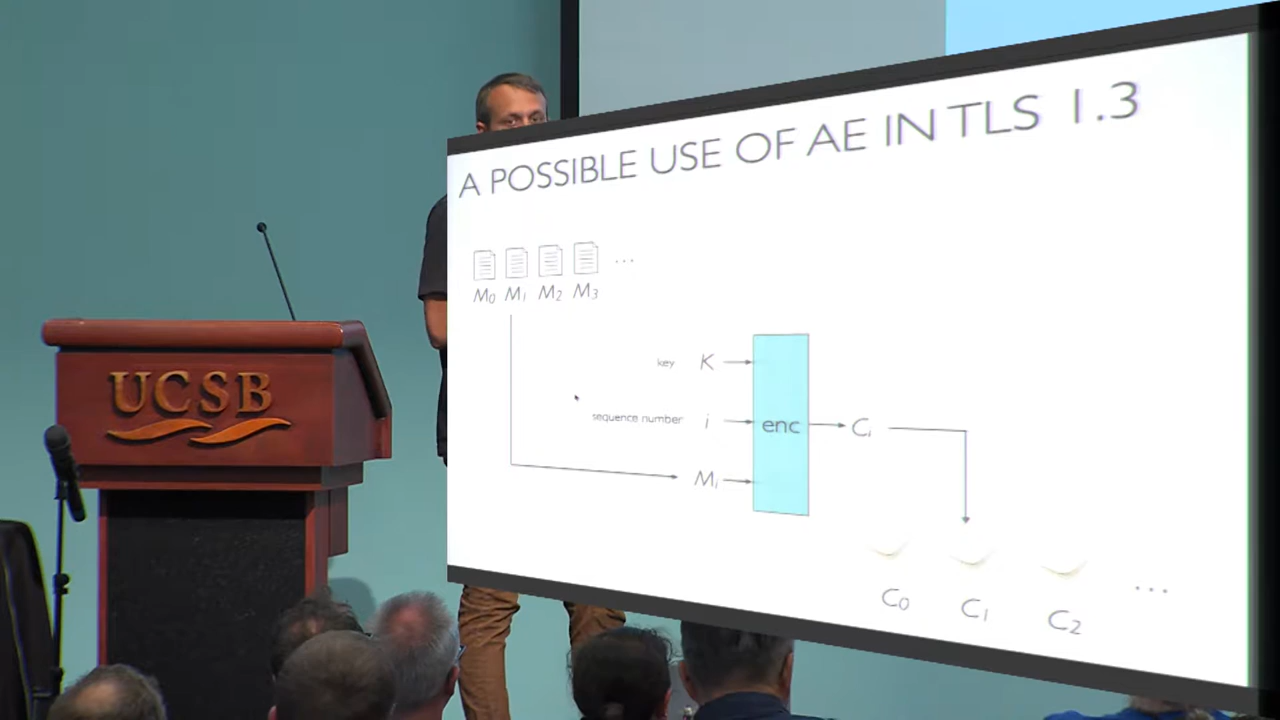 A POSSIBLE USE OF AE IN TLS 1.3
M0 M1 M2 M3 ...
key K
sequence number i
enc
Ci
Mi
C0 C1 C2 ...
UCSB